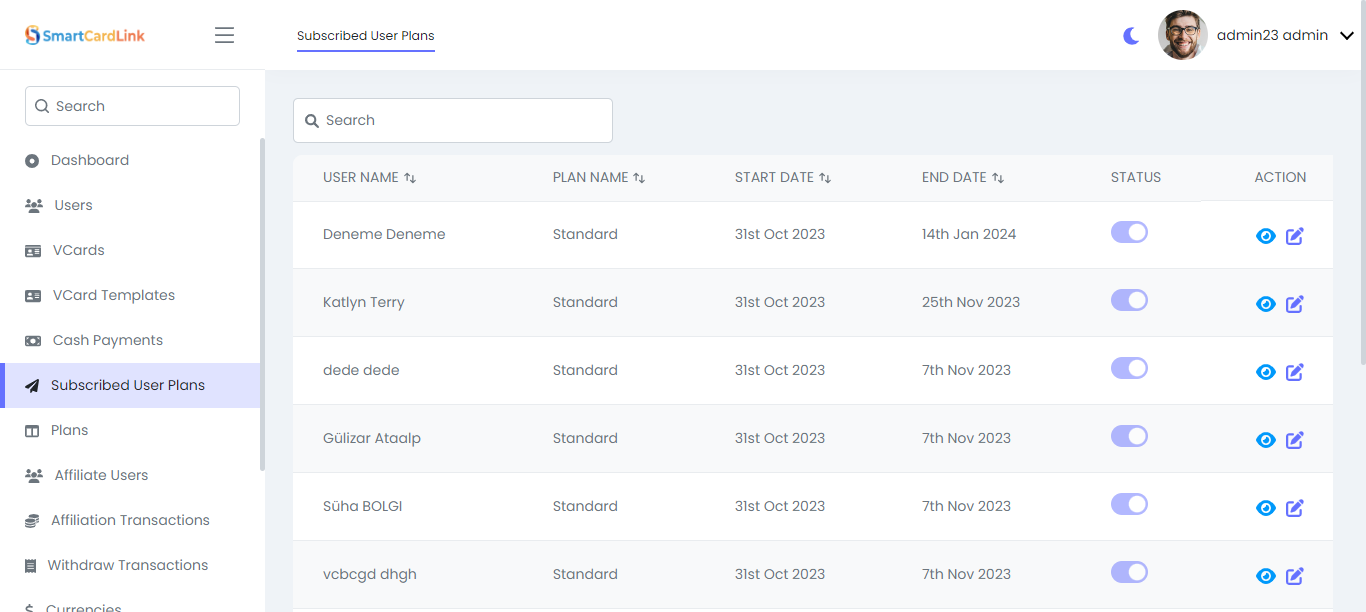 SmartCardLink
Subscribed User Plans
admin23 admin
Search
Dashboard
Users
VCards
VCard Templates
Cash Payments
Subscribed User Plans
Plans
Affiliate Users
Affiliation Transactions
Withdraw Transactions
Currencies
Search
USER NAME PLAN NAME START DATE END DATE STATUS ACTION
Deneme Deneme Standard 31st Oct 2023 14th Jan 2024
Katlyn Terry Standard 31st Oct 2023 25th Nov 2023
dede dede Standard 31st Oct 2023 7th Nov 2023
Gülizar Ataalp Standard 31st Oct 2023 7th Nov 2023
Süha BOLGI Standard 31st Oct 2023 7th Nov 2023
vcbcgd dhgh Standard 31st Oct 2023 7th Nov 2023